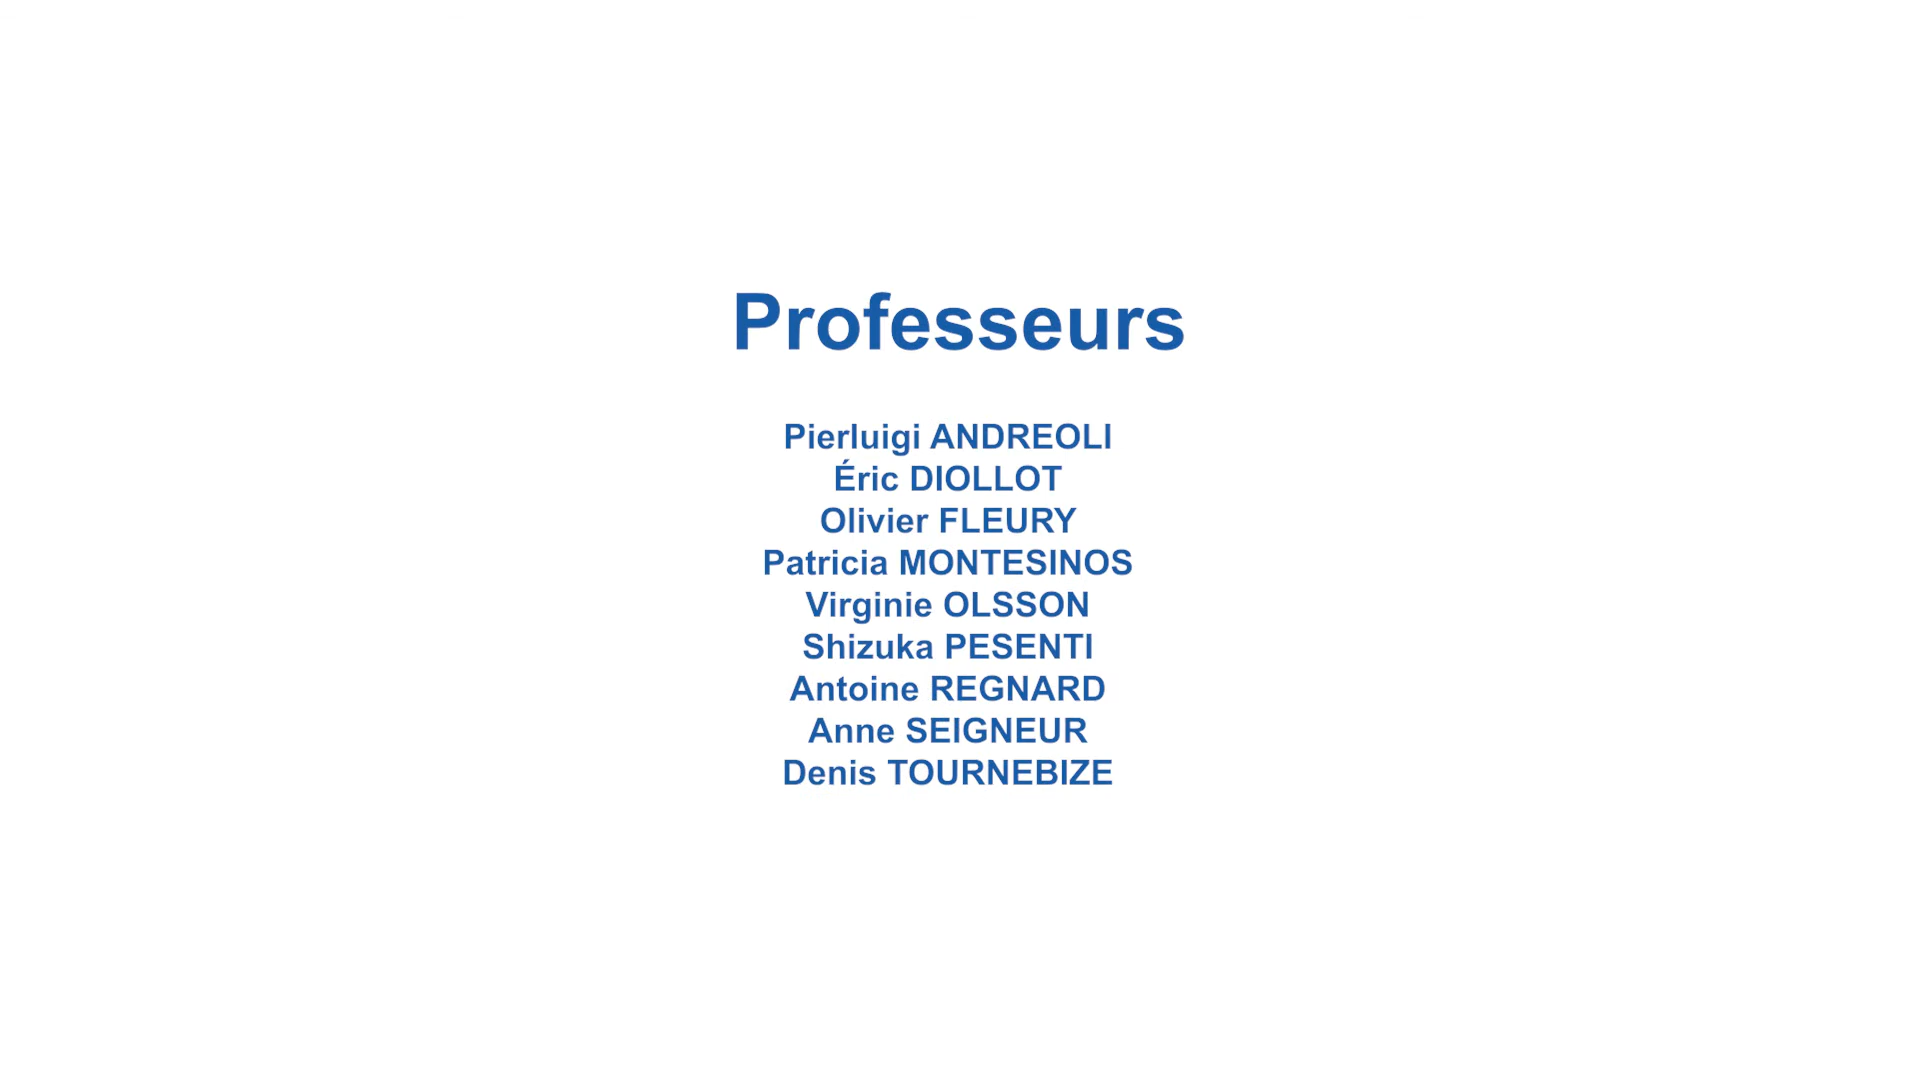 Professeurs
Pierluigi ANDREOLI
Éric DIOLLOT
Olivier FLEURY
Patricia MONTESINOS
Virginie OLSSON
Shizuka PESENTI
Antoine REGNARD
Anne SEIGNEUR
Denis TOURNEBIZE